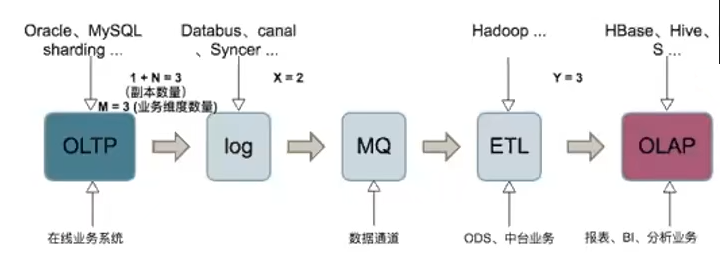 Oracle、MySQL
sharding ...
Databus、canal
、Syncer ...
Hadoop ...
HBase、Hive、
S ...
1 + N = 3
（副本数量）
M = 3 (业务维度数量)
X = 2
Y = 3
OLTP
log
MQ
ETL
OLAP
在线业务系统
数据通道
ODS、中台业务
报表、BI、分析业务